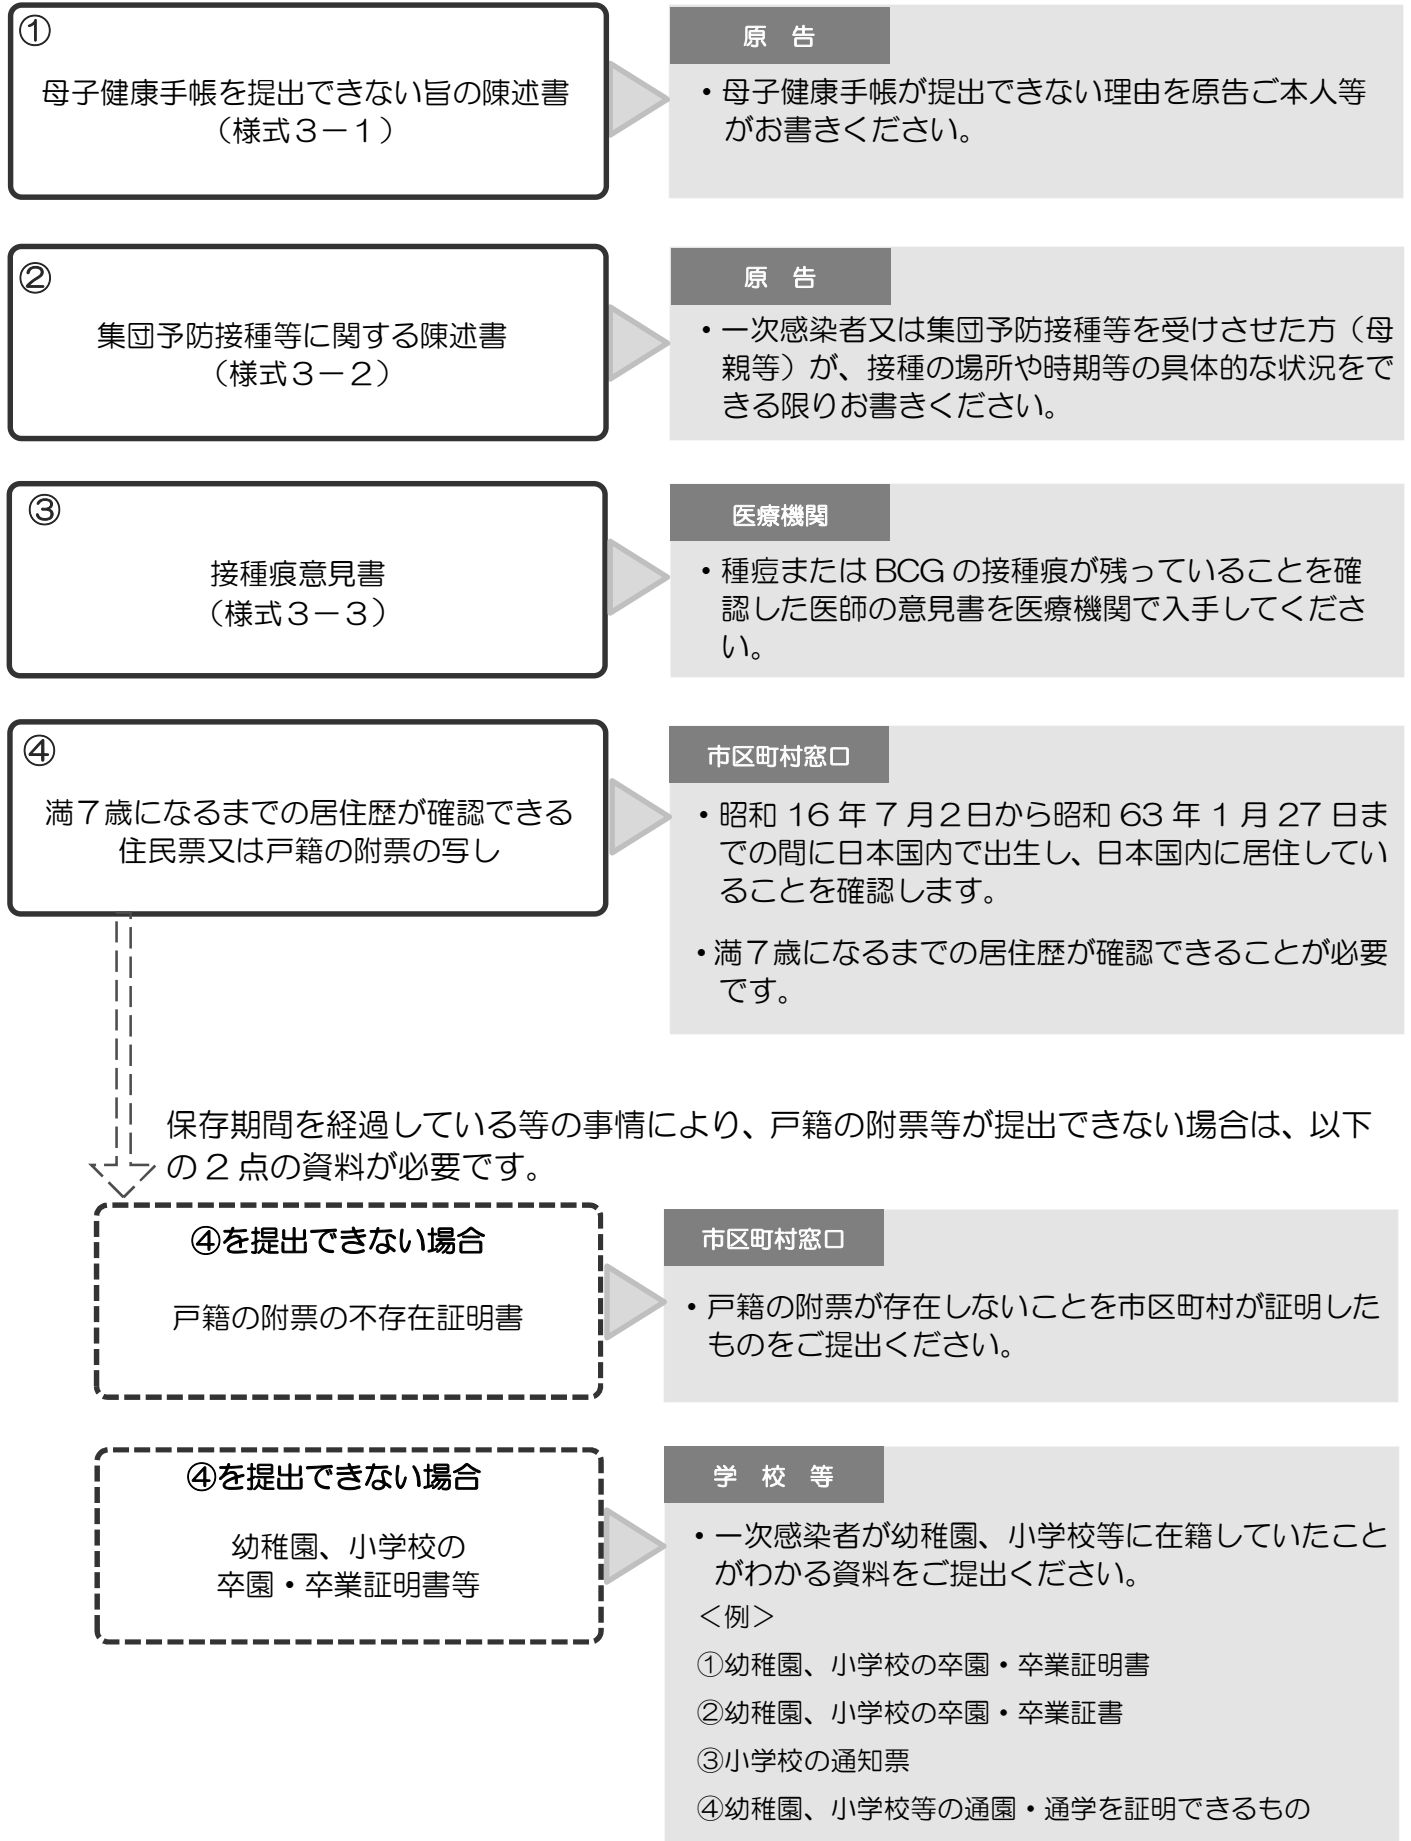 ①
母子健康手帳を提出できない旨の陳述書
（様式３－１）
原　告
・母子健康手帳が提出できない理由を原告ご本人等
がお書きください。
②
集団予防接種等に関する陳述書
（様式３－２）
原　告
・一次感染者又は集団予防接種等を受けさせた方（母
親等）が、接種の場所や時期等の具体的な状況をで
きる限りお書きください。
③
接種痕意見書
（様式３－３）
医療機関
・種痘または BCG の接種痕が残っていることを確
認した医師の意見書を医療機関で入手してくださ
い。
④
満７歳になるまでの居住歴が確認できる
住民票又は戸籍の附票の写し
市区町村窓口
・昭和 16 年 7 月２日から昭和 63 年 1 月 27 日ま
での間に日本国内で出生し、日本国内に居住してい
ることを確認します。
・満７歳になるまでの居住歴が確認できることが必要
です。
保存期間を経過している等の事情により、戸籍の附票等が提出できない場合は、以下
の 2 点の資料が必要です。
④を提出できない場合
戸籍の附票の不存在証明書
市区町村窓口
・戸籍の附票が存在しないことを市区町村が証明した
ものをご提出ください。
④を提出できない場合
幼稚園、小学校の
卒園・卒業証明書等
学　校　等
・一次感染者が幼稚園、小学校等に在籍していたこと
がわかる資料をご提出ください。
＜例＞
①幼稚園、小学校の卒園・卒業証明書
②幼稚園、小学校の卒園・卒業証書
③小学校の通知票
④幼稚園、小学校等の通園・通学を証明できるもの